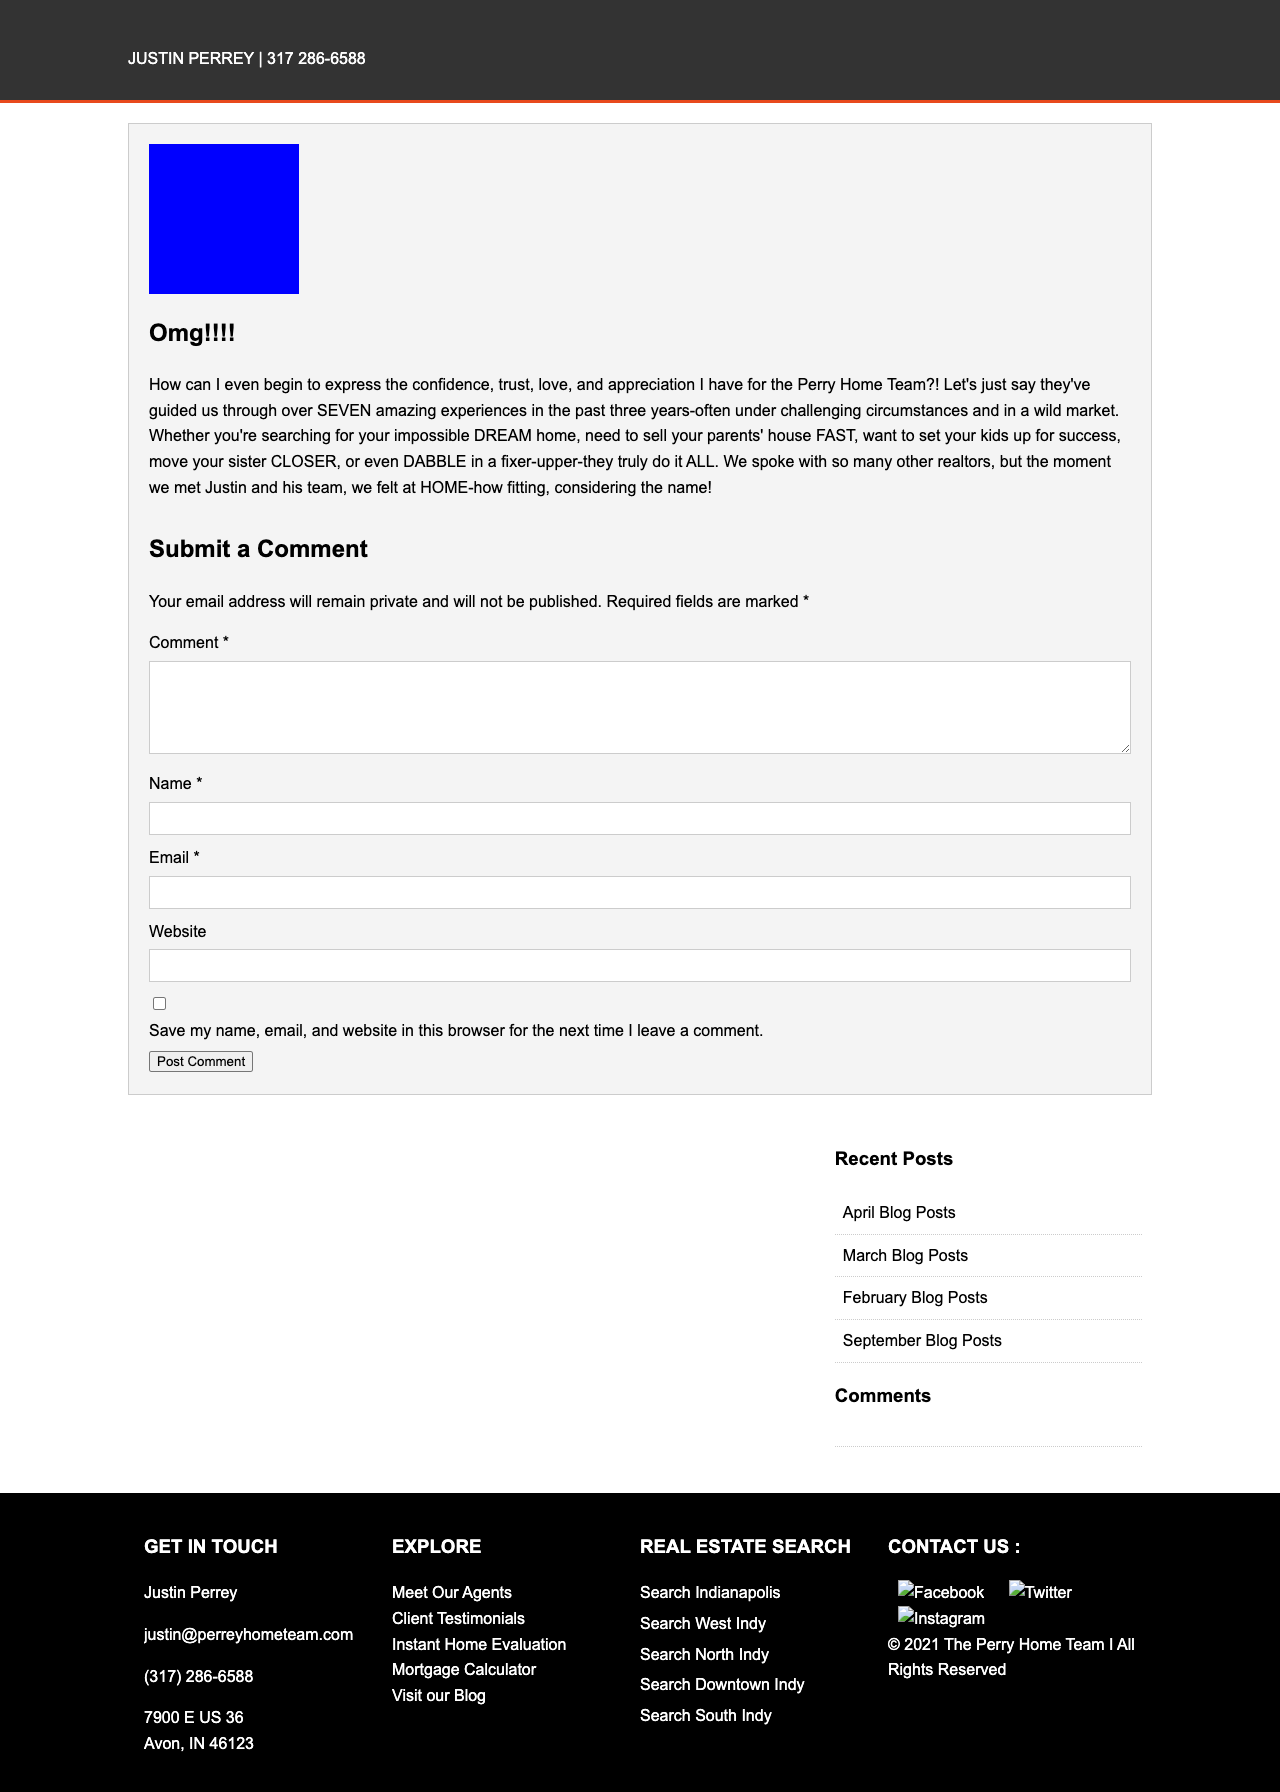 JUSTIN PERREY | 317 286-6588
Omg!!!!
How can I even begin to express the confidence, trust, love, and appreciation I have for the Perry Home Team?! Let's just say they've
guided us through over SEVEN amazing experiences in the past three years-often under challenging circumstances and in a wild market.
Whether you're searching for your impossible DREAM home, need to sell your parents' house FAST, want to set your kids up for success,
move your sister CLOSER, or even DABBLE in a fixer-upper-they truly do it ALL. We spoke with so many other realtors, but the moment
we met Justin and his team, we felt at HOME-how fitting, considering the name!
Submit a Comment
Your email address will remain private and will not be published. Required fields are marked *
Comment *
Name *
Email *
Website
Save my name, email, and website in this browser for the next time I leave a comment.
Post Comment
Recent Posts
April Blog Posts
March Blog Posts
February Blog Posts
September Blog Posts
Comments
GET IN TOUCH
Justin Perrey
justin@perreyhometeam.com
(317) 286-6588
7900 E US 36
Avon, IN 46123
EXPLORE
Meet Our Agents
Client Testimonials
Instant Home Evaluation
Mortgage Calculator
Visit our Blog
REAL ESTATE SEARCH
Search Indianapolis
Search West Indy
Search North Indy
Search Downtown Indy
Search South Indy
CONTACT US :
Facebook Twitter
Instagram
© 2021 The Perry Home Team I All
Rights Reserved